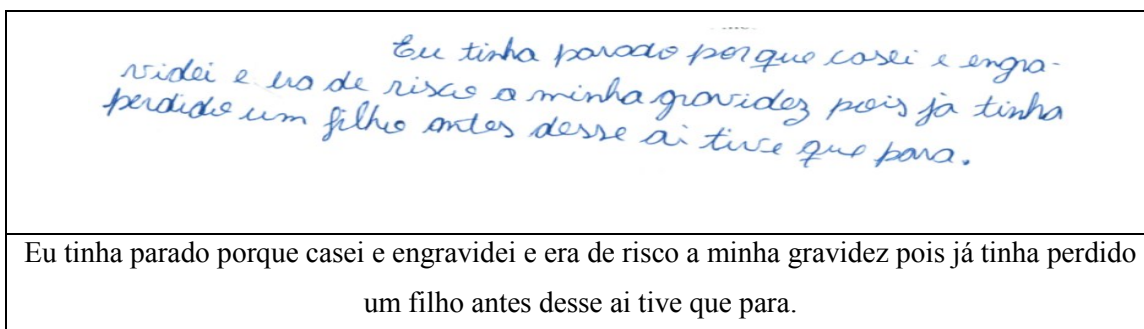 Eu tinha parado porque casei e engra-
videi e era de risco a minha gravidez pois já tinha
perdido um filho antes desse ai tive que para.
Eu tinha parado porque casei e engravidei e era de risco a minha gravidez pois já tinha perdido
um filho antes desse ai tive que para.